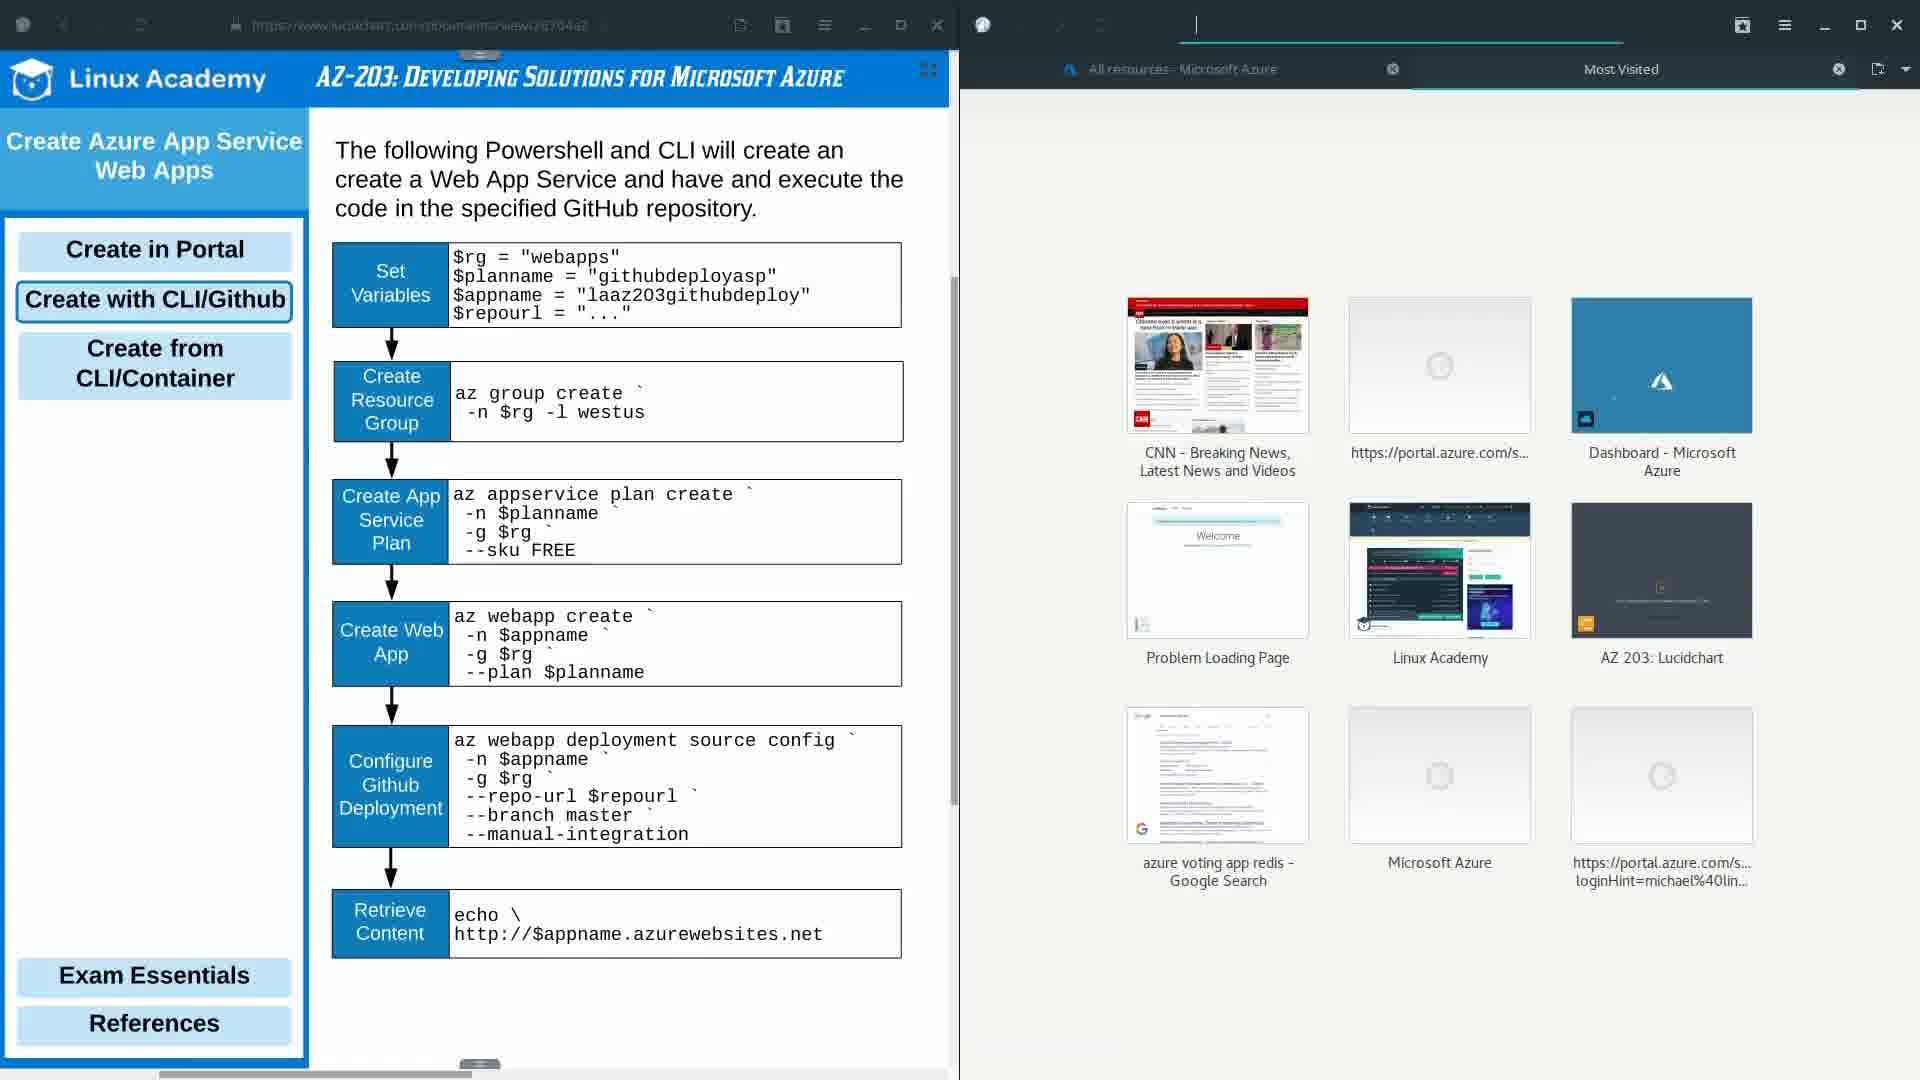 Linux Academy
AZ-203: Developing Solutions for Microsoft Azure
Create Azure App Service
Web Apps
Create in Portal
Create with CLI/Github
Create from
CLI/Container
Exam Essentials
References
The following Powershell and CLI will create an
create a Web App Service and have and execute the
code in the specified GitHub repository.
Set
Variables
$rg = "webapps"
$planname = "githubdeployasp"
$appname = "laaz203githubdeploy"
$repourl = "..."
Create
Resource
Group
az group create `
-n $rg -l westus
Create App
Service
Plan
az appservice plan create `
-n $planname `
-g $rg `
--sku FREE
Create Web
App
az webapp create `
-n $appname `
-g $rg `
--plan $planname
Configure
Github
Deployment
az webapp deployment source config `
-n $appname `
-g $rg `
--repo-url $repourl `
--branch master `
--manual-integration
Retrieve
Content
echo \
http://$appname.azurewebsites.net
All resources - Microsoft Azure
Most Visited
CNN - Breaking News,
Latest News and Videos
https://portal.azure.com/s...
Dashboard - Microsoft
Azure
Welcome
Problem Loading Page
Linux Academy
AZ 203: Lucidchart
azure voting app redis -
Google Search
Microsoft Azure
https://portal.azure.com/s...
loginHint=michael%40lin...